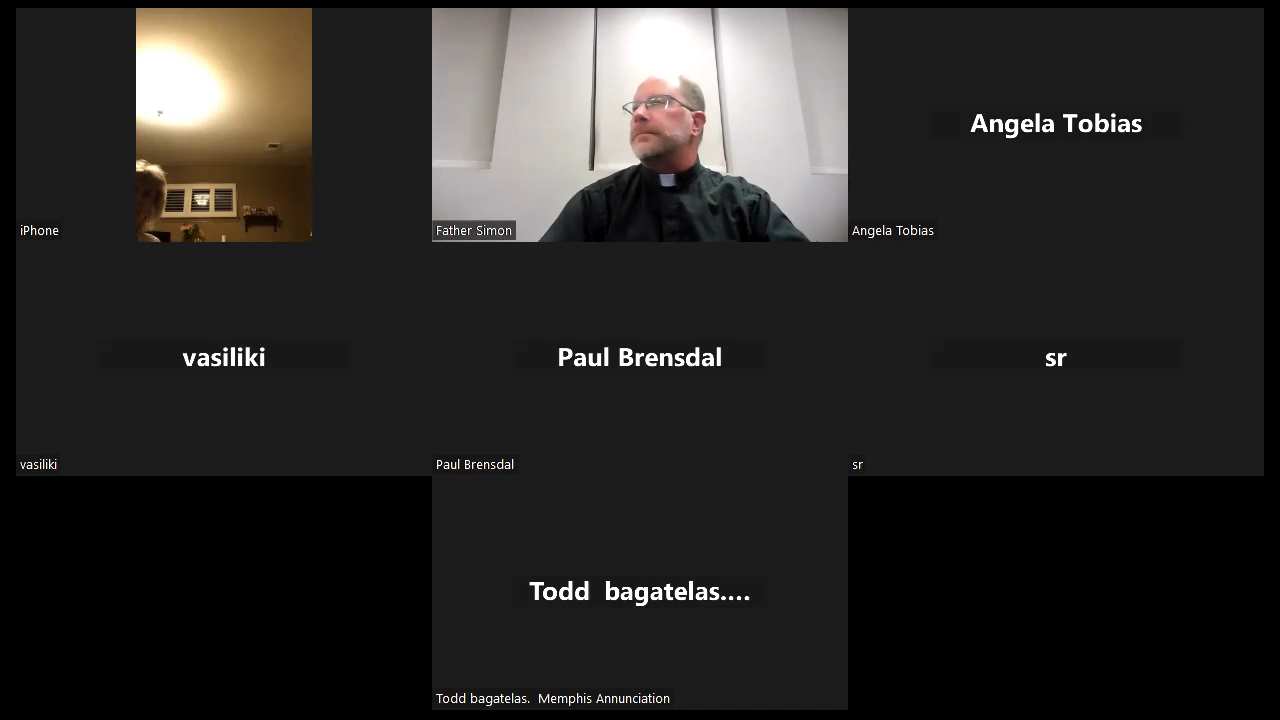 iPhone
Father Simon
Angela Tobias
Angela Tobias
vasiliki
vasiliki
Paul Brensdal
Paul Brensdal
sr
sr
Todd  bagatelas....
Todd bagatelas.  Memphis Annunciation